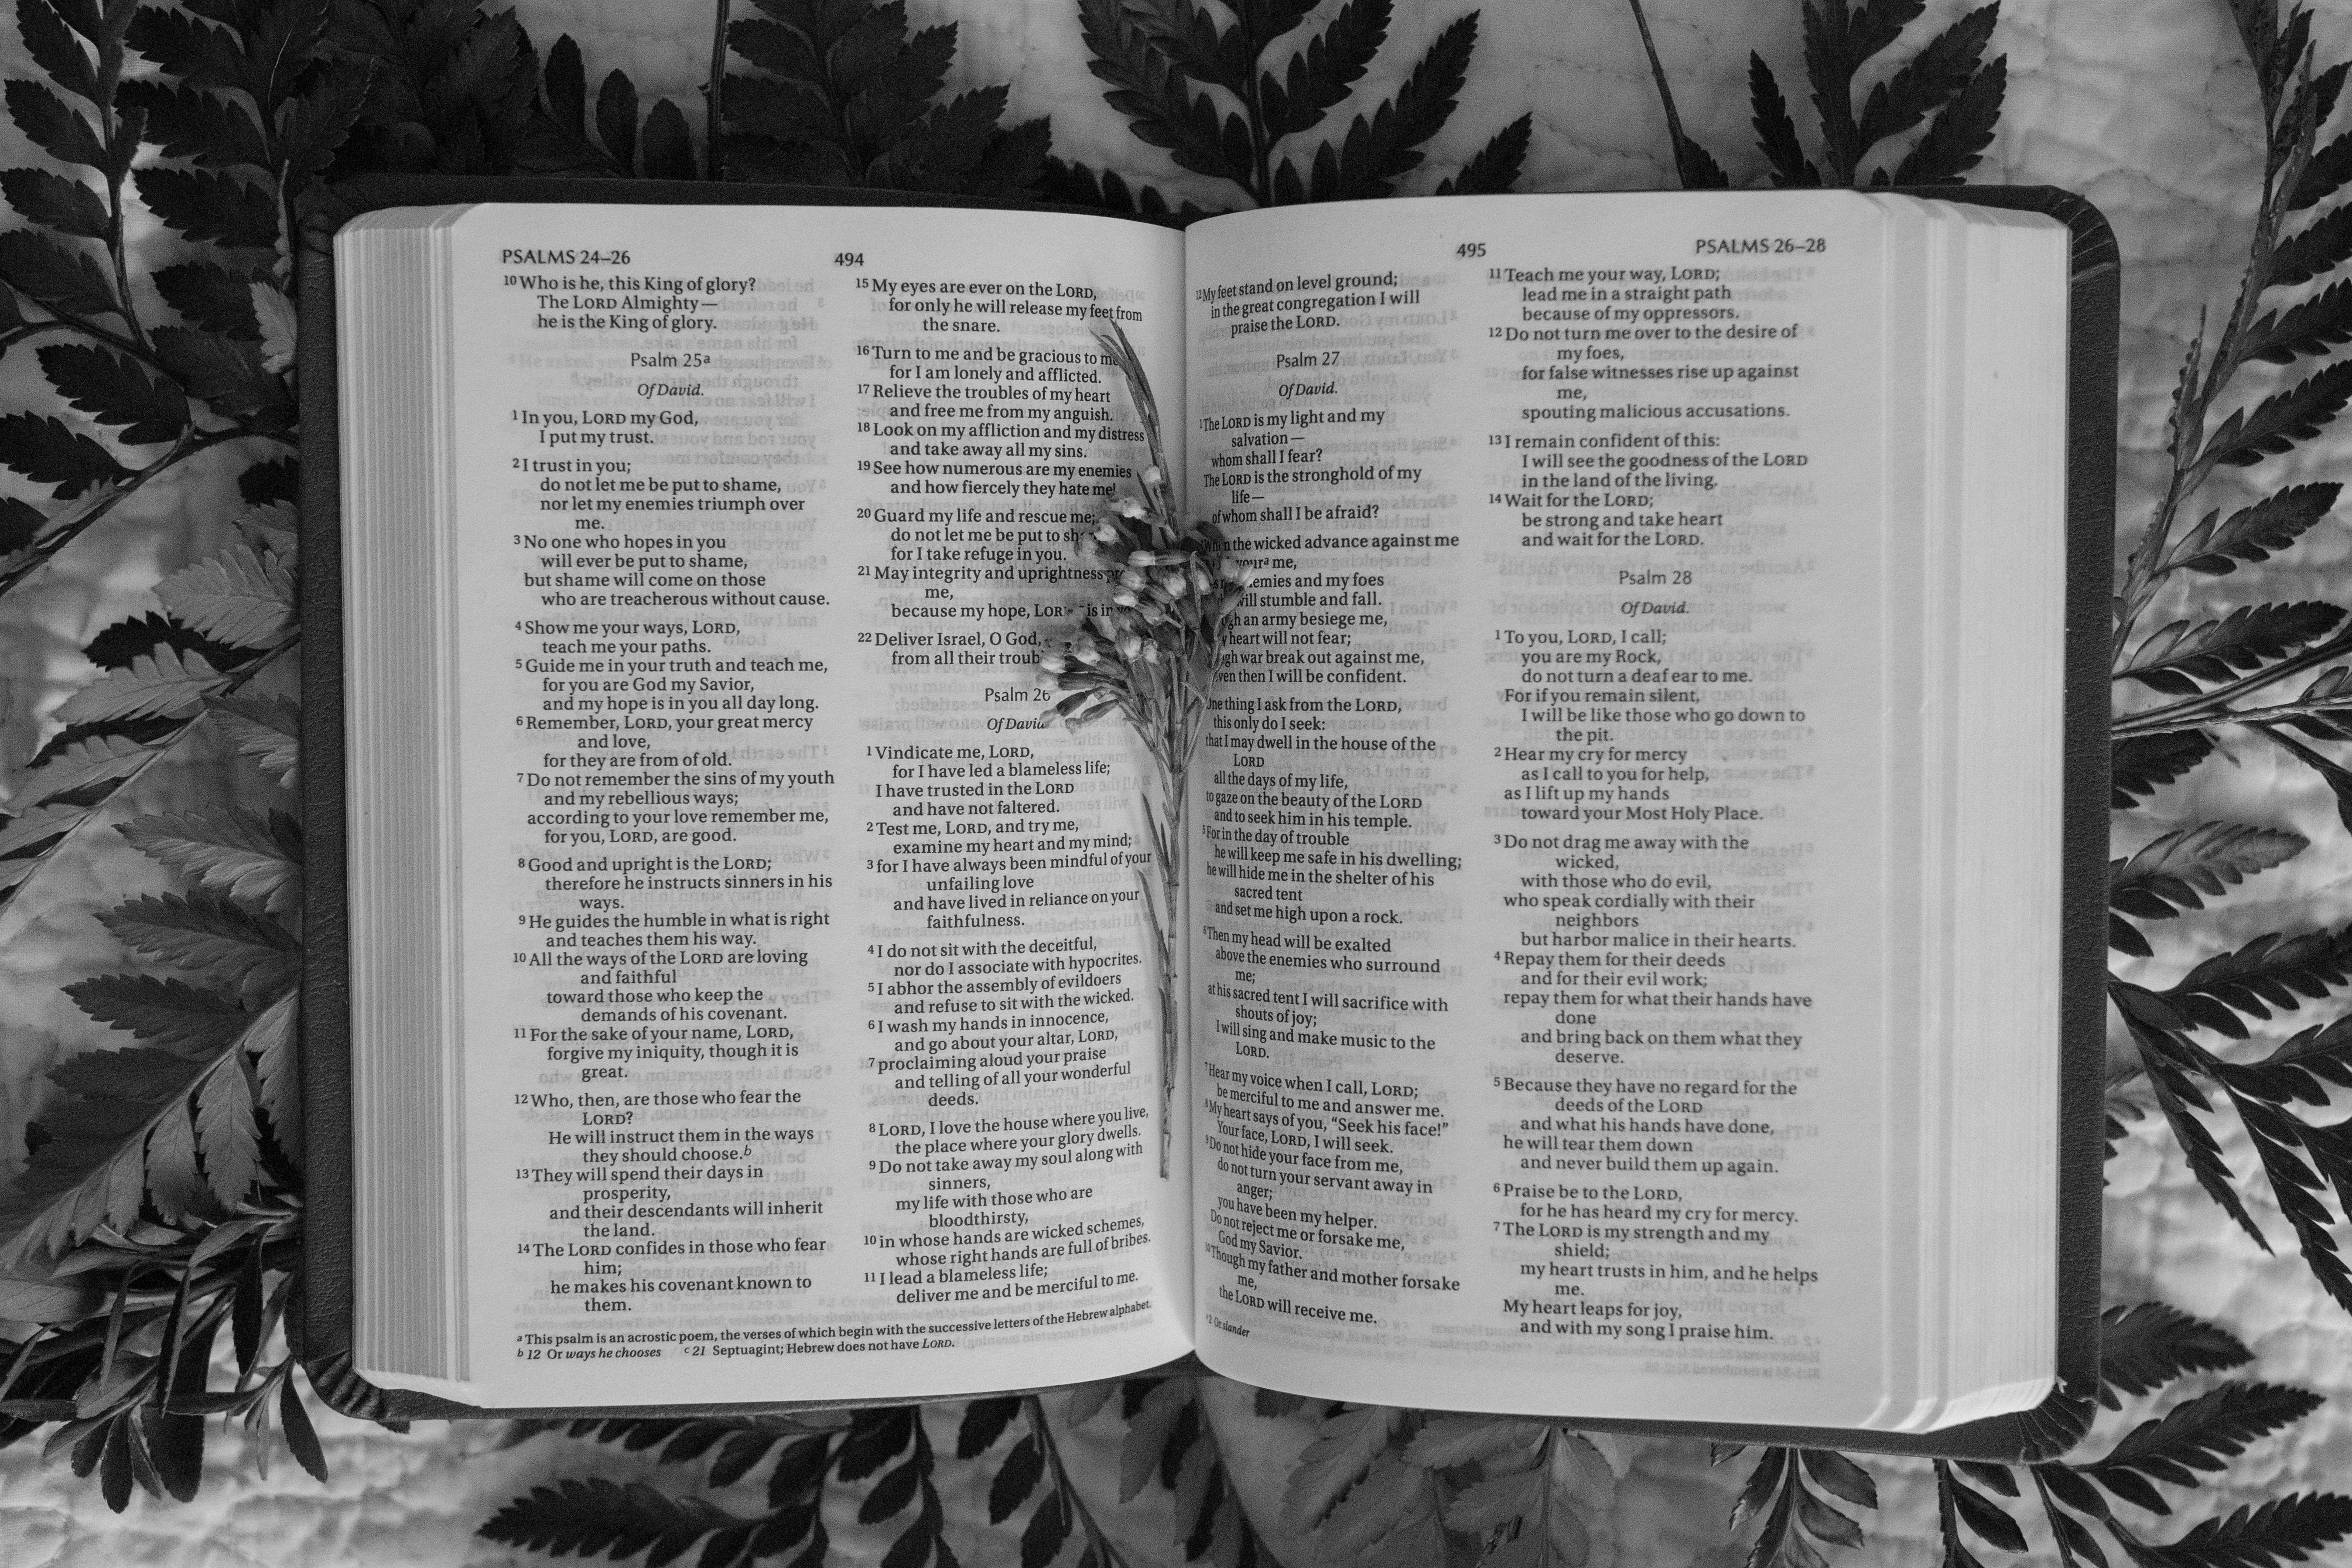 PSALMS 24–26
494
10 Who is he, this King of glory?
The LORD Almighty—
he is the King of glory.
Psalm 25a
Of David.
1 In you, LORD my God,
I put my trust.
2 I trust in you;
do not let me be put to shame,
nor let my enemies triumph over
me.
3 No one who hopes in you
will ever be put to shame,
but shame will come on those
who are treacherous without cause.
4 Show me your ways, LORD,
teach me your paths.
5 Guide me in your truth and teach me,
for you are God my Savior,
and my hope is in you all day long.
6 Remember, LORD, your great mercy
and love,
for they are from of old.
7 Do not remember the sins of my youth
and my rebellious ways;
according to your love remember me,
for you, LORD, are good.
8 Good and upright is the LORD;
therefore he instructs sinners in his
ways.
9 He guides the humble in what is right
and teaches them his way.
10 All the ways of the LORD are loving
and faithful
toward those who keep the
demands of his covenant.
11 For the sake of your name, LORD,
forgive my iniquity, though it is
great.
12 Who, then, are those who fear the
LORD?
He will instruct them in the ways
they should choose.b
13 They will spend their days in
prosperity,
and their descendants will inherit
the land.
14 The LORD confides in those who fear
him;
he makes his covenant known to
them.
15 My eyes are ever on the LORD,
for only he will release my feet from
the snare.
16 Turn to me and be gracious to me
for I am lonely and afflicted.
17 Relieve the troubles of my heart
and free me from my anguish.
18 Look on my affliction and my distress
and take away all my sins.
19 See how numerous are my enemies
and how fiercely they hate me!
20 Guard my life and rescue me;
do not let me be put to
for I take refuge in you.
21 May integrity and uprightness
me,
because my hope, LORD is in
22 Deliver Israel, O God,
from all their
Psalm 26
Of David
1 Vindicate me, LORD,
for I have led a blameless life;
I have trusted in the LORD
and have not faltered.
2 Test me, LORD, and try me,
examine my heart and my mind;
3 for I have always been mindful of your
unfailing love
and have lived in reliance on your
faithfulness.
4 I do not sit with the deceitful,
nor do I associate with hypocrites.
5 I abhor the assembly of evildoers
and refuse to sit with the wicked.
6 I wash my hands in innocence,
and go about your altar, LORD,
7 proclaiming aloud your praise
and telling of all your wonderful
deeds.
8 LORD, I love the house where you live,
the place where your glory dwells.
9 Do not take away my soul along with
sinners,
my life with those who are
bloodthirsty,
10 in whose hands are wicked schemes,
whose right hands are full of bribes.
11 I lead a blameless life;
deliver me and be merciful to me.
a This psalm is an acrostic poem, the verses of which begin with the successive letters of the Hebrew alphabet.
b 12 Or ways he chooses c 21 Septuagint; Hebrew does not have LORD.
495
PSALMS 26–28
12 My feet stand on level ground;
in the great congregation I will
praise the LORD.
Psalm 27
Of David.
1 The LORD is my light and my
salvation—
whom shall I fear?
The LORD is the stronghold of my
life—
of whom shall I be afraid?
When the wicked advance against me
me,
enemies and my foes
will stumble and fall.
an army besiege me,
heart will not fear;
war break out against me,
even then I will be confident.
One thing I ask from the LORD,
this only do I seek:
that I may dwell in the house of the
LORD
all the days of my life,
to gaze on the beauty of the LORD
and to seek him in his temple.
5 For in the day of trouble
he will keep me safe in his dwelling;
he will hide me in the shelter of his
sacred tent
and set me high upon a rock.
6 Then my head will be exalted
above the enemies who surround
me;
at his sacred tent I will sacrifice with
shouts of joy;
I will sing and make music to the
LORD.
7 Hear my voice when I call, LORD;
be merciful to me and answer me.
8 My heart says of you, “Seek his face!”
Your face, LORD, I will seek.
9 Do not hide your face from me,
do not turn your servant away in
anger;
you have been my helper.
Do not reject me or forsake me,
God my Savior.
10 Though my father and mother forsake
me,
the LORD will receive me.
a 2 Or slander
11 Teach me your way, LORD;
lead me in a straight path
because of my oppressors.
12 Do not turn me over to the desire of
my foes,
for false witnesses rise up against
me,
spouting malicious accusations.
13 I remain confident of this:
I will see the goodness of the LORD
in the land of the living.
14 Wait for the LORD;
be strong and take heart
and wait for the LORD.
Psalm 28
Of David.
1 To you, LORD, I call;
you are my Rock,
do not turn a deaf ear to me.
For if you remain silent,
I will be like those who go down to
the pit.
2 Hear my cry for mercy
as I call to you for help,
as I lift up my hands
toward your Most Holy Place.
3 Do not drag me away with the
wicked,
with those who do evil,
who speak cordially with their
neighbors
but harbor malice in their hearts.
4 Repay them for their deeds
and for their evil work;
repay them for what their hands have
done
and bring back on them what they
deserve.
5 Because they have no regard for the
deeds of the LORD
and what his hands have done,
he will tear them down
and never build them up again.
6 Praise be to the LORD,
for he has heard my cry for mercy.
7 The LORD is my strength and my
shield;
my heart trusts in him, and he helps
me.
My heart leaps for joy,
and with my song I praise him.